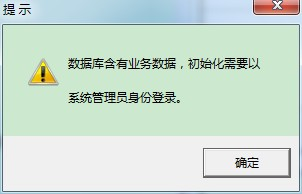 提示
数据库含有业务数据，初始化需要以
系统管理员身份登录。
确定